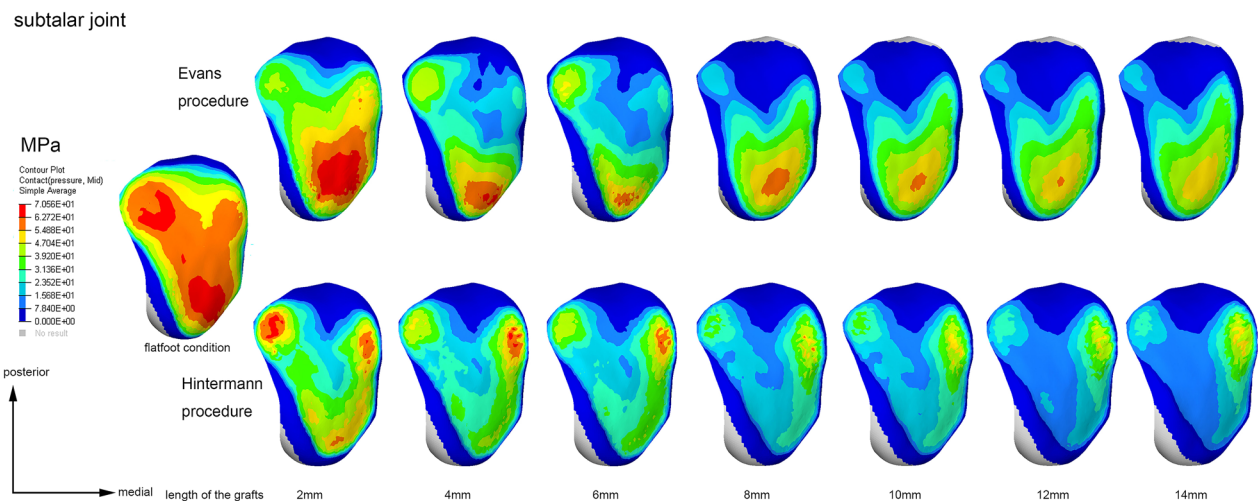 subtalar joint
Evans
procedure
MPa
Contour Plot
Contact(pressure, Mid)
Simple Average
7.056E+01
6.272E+01
5.488E+01
4.704E+01
3.920E+01
3.136E+01
2.352E+01
1.568E+01
7.840E+00
0.000E+00
No result
flatfoot condition
Hintermann
procedure
posterior
medial
length of the grafts
2mm
4mm
6mm
8mm
10mm
12mm
14mm